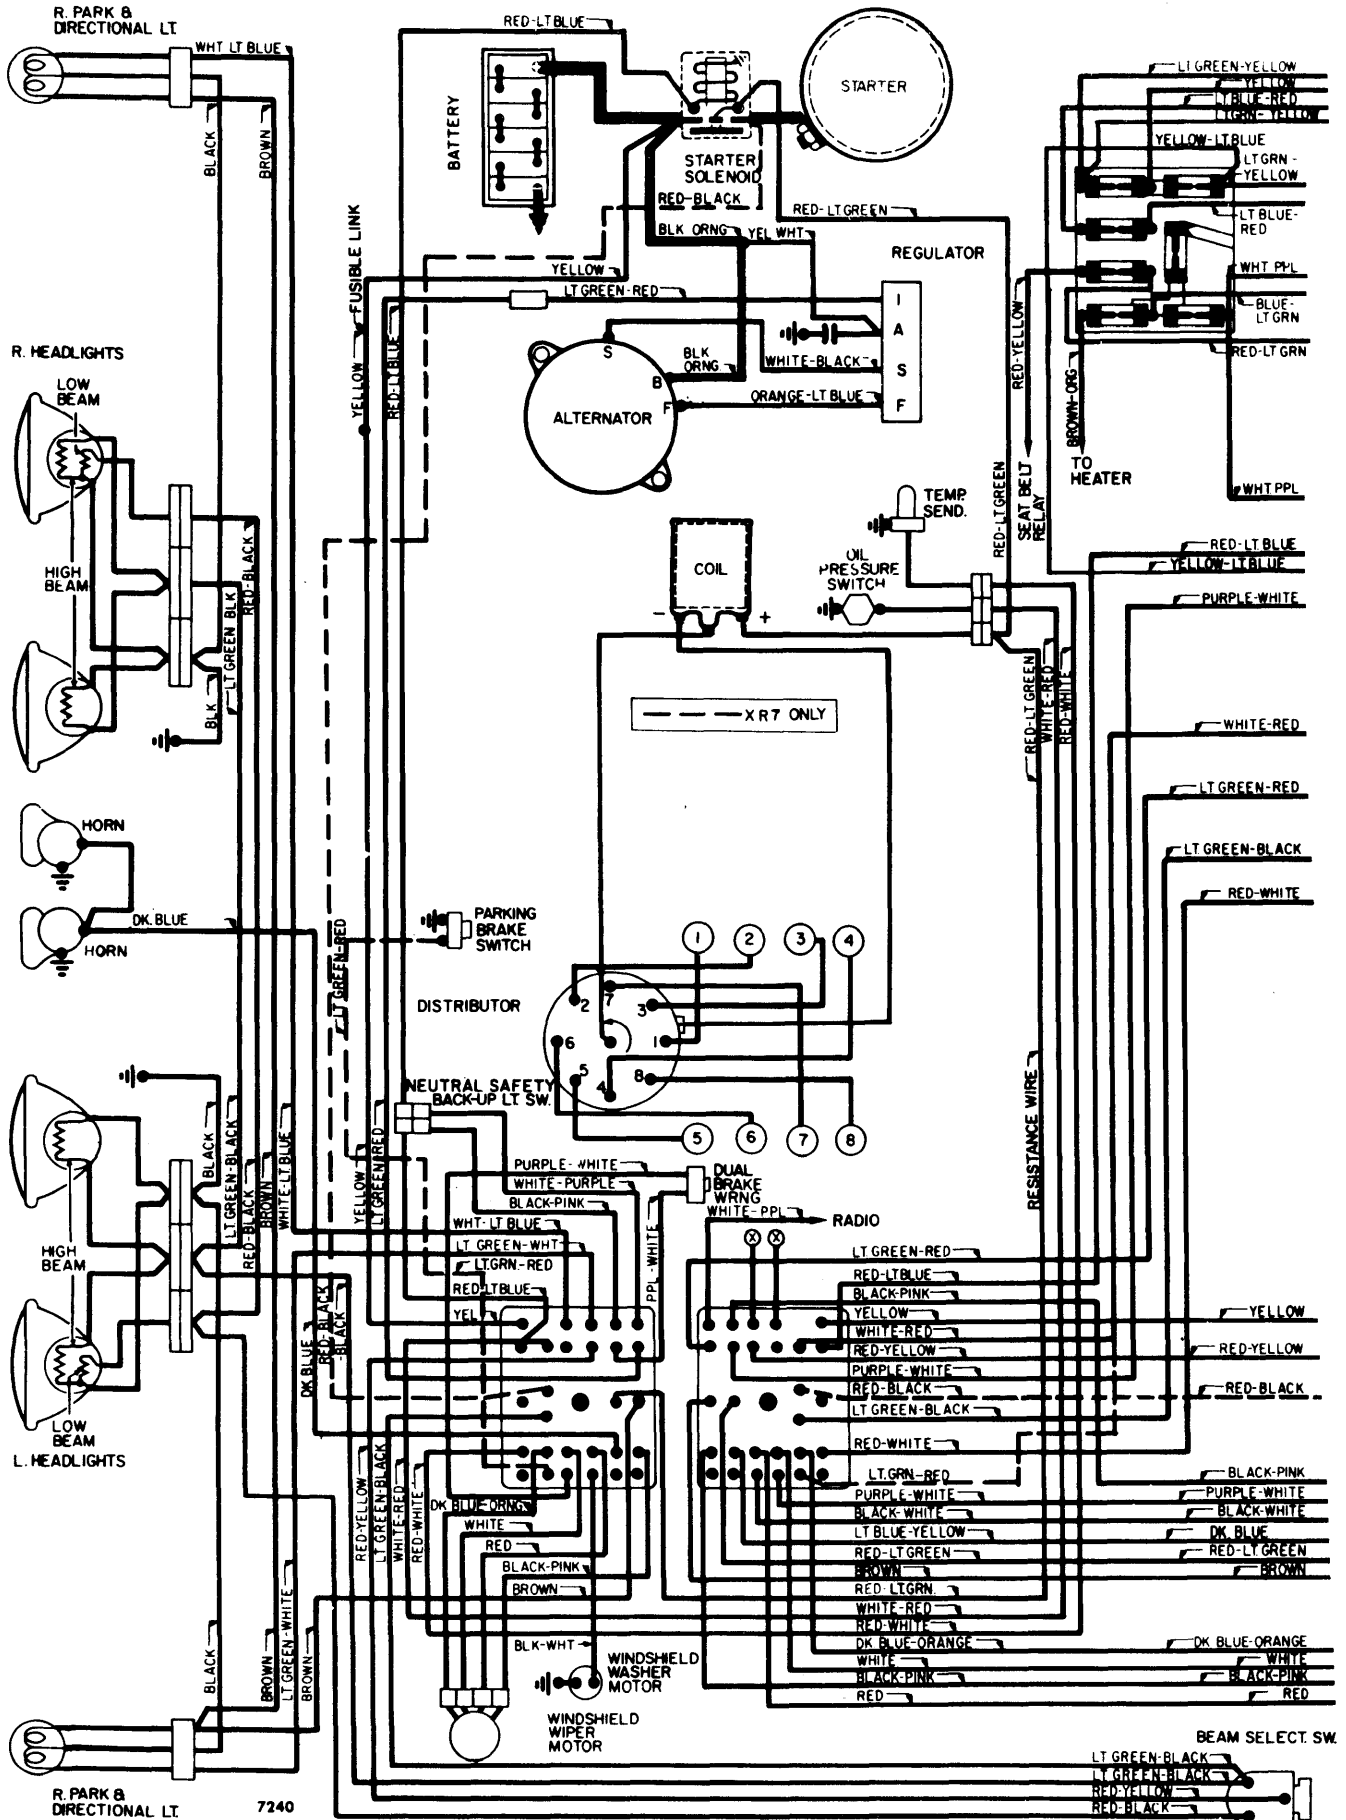 R. PARK &
DIRECTIONAL LT.
WHT LT BLUE
BLACK
BROWN
RED-LT BLUE
BATTERY
STARTER
STARTER
SOLENOID
RED-BLACK
RED-LT GREEN
BLK ORNG
YEL WHT
REGULATOR
FUSIBLE LINK
YELLOW
LT GREEN-RED
I
A
S
F
S
B
F
BLK
ORNG
WHITE-BLACK
ORANGE-LT BLUE
ALTERNATOR
YELLOW
RED-LT BLUE
LT GREEN-YELLOW
YELLOW
LT BLUE-RED
LT GRN-YELLOW
YELLOW-LT BLUE
LT GRN-
YELLOW
LT BLUE-
RED
WHT PPL
BLUE-
LT GRN
RED-LT GRN
RED-YELLOW
BROWN-ORG
TO
HEATER
SEAT BELT
RELAY
WHT PPL
R. HEADLIGHTS
LOW
BEAM
HIGH
BEAM
RED-BLACK
LT GREEN BLK
BLK
TEMP.
SEND.
OIL
PRESSURE
SWITCH
RED-LT GREEN
COIL
-
+
RED-LT BLUE
YELLOW-LT BLUE
PURPLE-WHITE
RED-LT GREEN
WHITE-RED
RED-WHITE
XR7 ONLY
WHITE-RED
LT GREEN-RED
LT GREEN-BLACK
RED-WHITE
HORN
HORN
DK. BLUE
PARKING
BRAKE
SWITCH
LT GREEN-RED
DISTRIBUTOR
1
2
3
4
2
7
3
6
1
5
4
8
5
6
7
8
NEUTRAL SAFETY
BACK-UP LT SW.
RESISTANCE WIRE
BLACK
LT GREEN-BLACK
RED-BLACK
BROWN
WHITE-LT BLUE
YELLOW
LT GREEN RED
PURPLE-WHITE
WHITE-PURPLE
BLACK-PINK
DUAL
BRAKE
WRNG
WHITE-PPL
RADIO
X
X
HIGH
BEAM
WHT-LT BLUE
LT GREEN-WHT
LT.GRN.-RED
RED LT BLUE
YEL
PPL-WHITE
RED-BLACK
-BLACK
DK BLUE
LOW
BEAM
L. HEADLIGHTS
LT GREEN-RED
RED-LT BLUE
BLACK-PINK
YELLOW
WHITE-RED
RED-YELLOW
PURPLE-WHITE
RED-BLACK
LT GREEN-BLACK
RED-WHITE
LT.GRN-RED
PURPLE-WHITE
BLACK-WHITE
LT BLUE-YELLOW
RED-LT GREEN
BROWN
RED-LT.GRN.
WHITE-RED
RED-WHITE
DK BLUE-ORANGE
WHITE
BLACK-PINK
RED
YELLOW
RED-YELLOW
RED-BLACK
BLACK-PINK
PURPLE-WHITE
BLACK-WHITE
DK. BLUE
RED-LT. GREEN
BROWN
DK BLUE-ORANGE
WHITE
BLACK-PINK
RED
RED-YELLOW
LT GREEN-BLACK
WHITE-RED
RED-WHITE
DK BLUE-ORNG
WHITE
RED
BLACK-PINK
BROWN
BLK-WHT
WINDSHIELD
WASHER
MOTOR
WINDSHIELD
WIPER
MOTOR
BLACK
BROWN
LT GREEN-WHITE
BROWN
R. PARK &
DIRECTIONAL LT.
7240
BEAM SELECT. SW.
LT GREEN-BLACK
LT GREEN-BLACK
RED-YELLOW
RED-BLACK